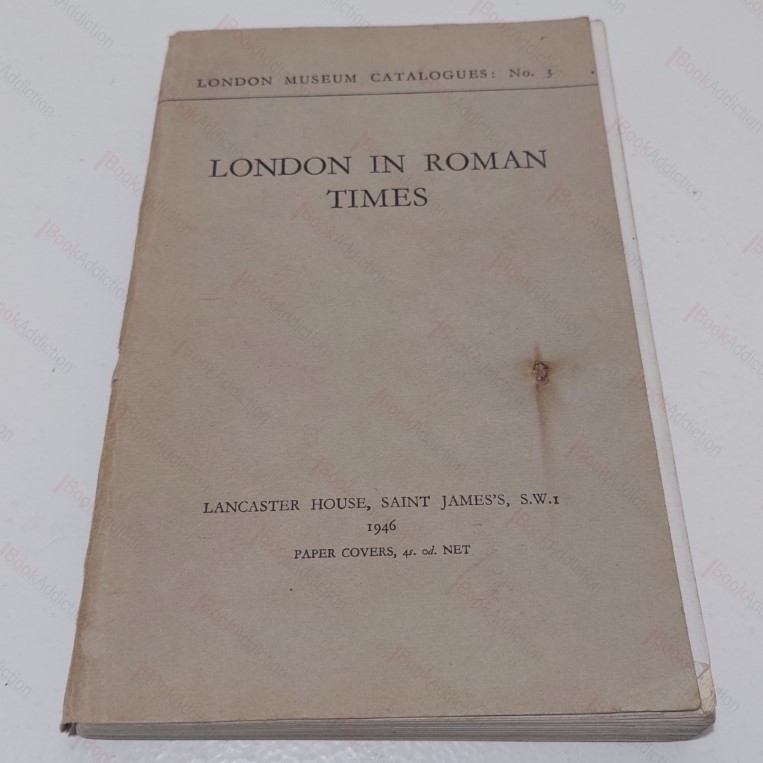 LONDON MUSEUM CATALOGUES: No. 3
LONDON IN ROMAN
TIMES
LANCASTER HOUSE, SAINT JAMES'S, S.W.1
1946
PAPER COVERS, 4s. 0d. NET
BookAddiction